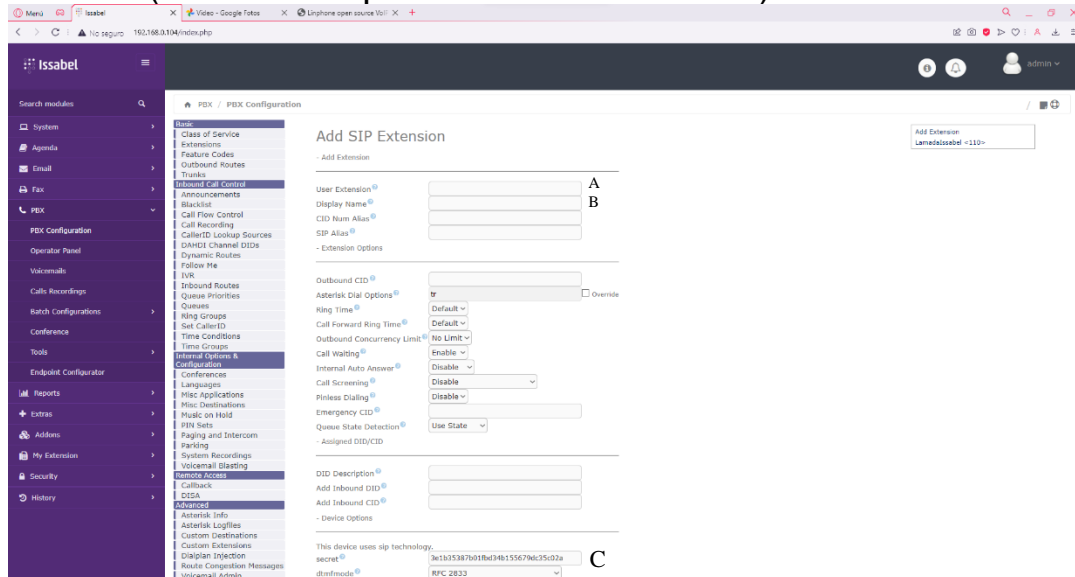 Menú
Issabel
Video - Google Fotos
Linphone open source VoI
No seguro 192.168.0.104/index.php
Issabel
admin
Search modules
System
Agenda
Email
Fax
PBX
PBX Configuration
Operator Panel
Voicemails
Calls Recordings
Batch Configurations
Conference
Tools
Endpoint Configurator
Reports
Extras
Addons
My Extension
Security
History
PBX / PBX Configuration
Basic
Class of Service
Extensions
Feature Codes
Outbound Routes
Trunks
Inbound Call Control
Announcements
Blacklist
Call Flow Control
Call Recording
CallerID Lookup Sources
DAHDI Channel DIDs
Dynamic Routes
Follow Me
IVR
Inbound Routes
Queue Priorities
Queues
Ring Groups
Set CallerID
Time Conditions
Time Groups
Internal Options &
Configuration
Conferences
Languages
Misc Applications
Misc Destinations
Music on Hold
PIN Sets
Paging and Intercom
Parking
System Recordings
Voicemail Blasting
Remote Access
Callback
DISA
Advanced
Asterisk Info
Asterisk Logfiles
Custom Destinations
Custom Extensions
Dialplan Injection
Route Congestion Messages
Voicemail Admin
Add SIP Extension
- Add Extension
User Extension A
Display Name B
CID Num Alias
SIP Alias
- Extension Options
Outbound CID
Asterisk Dial Options tr Override
Ring Time Default
Call Forward Ring Time Default
Outbound Concurrency Limit No Limit
Call Waiting Enable
Internal Auto Answer Disable
Call Screening Disable
Pinless Dialing Disable
Emergency CID
Queue State Detection Use State
- Assigned DID/CID
DID Description
Add Inbound DID
Add Inbound CID
- Device Options
This device uses sip technology.
secret 3e1b35387b01fbd34b155679dc35c02a C
dtmfmode RFC 2833
Add Extension
LamadaIssabel <110>